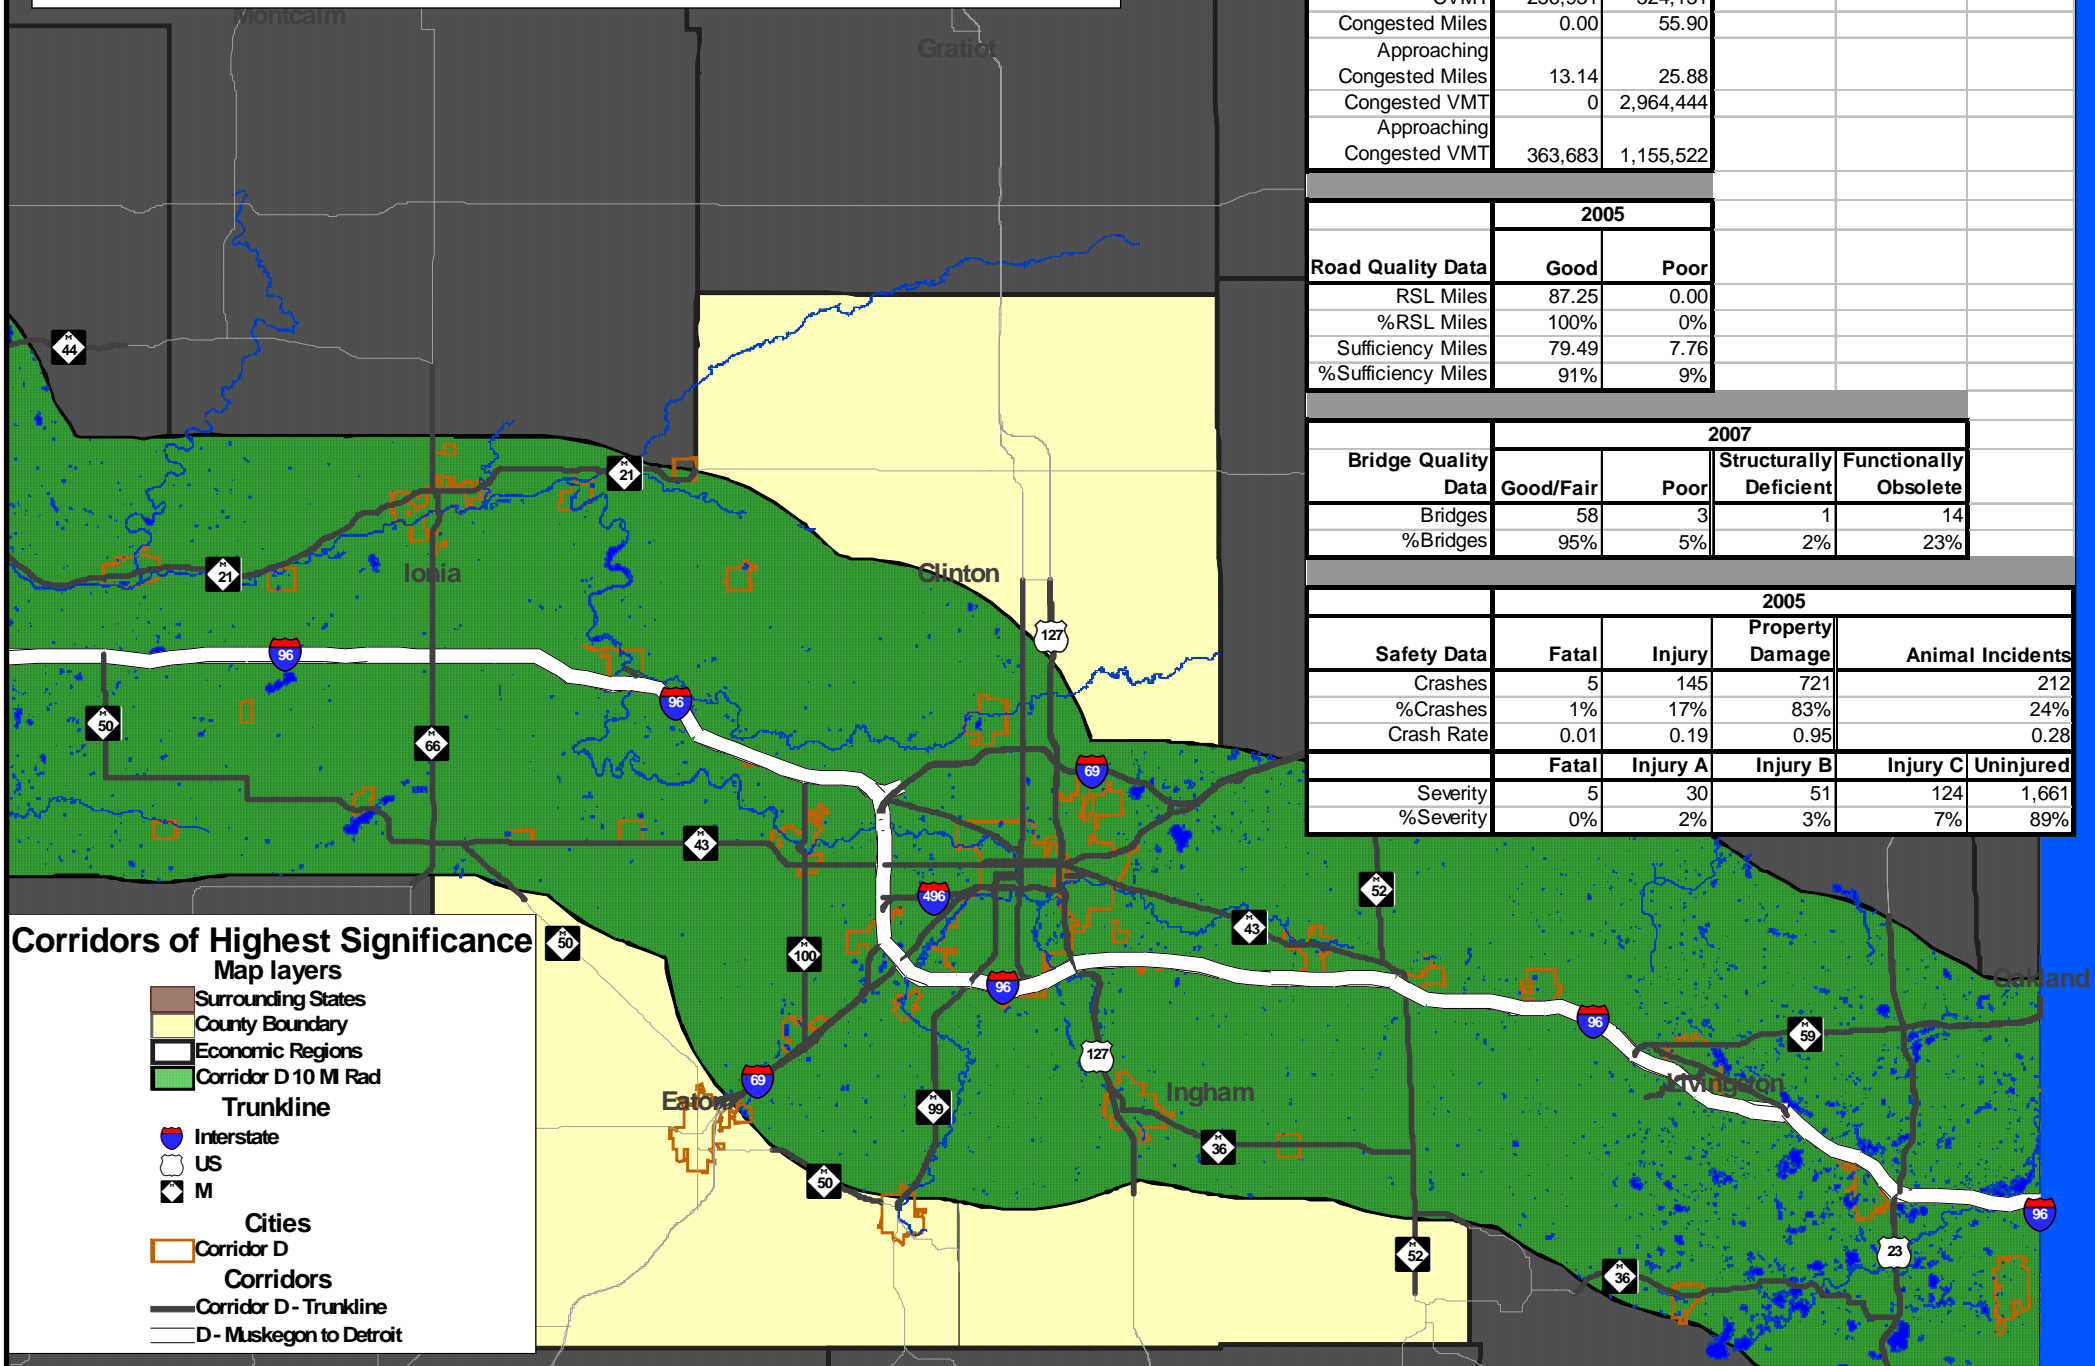 Montcalm
Gratiot
Congested Miles 0.00 55.90
Approaching
Congested Miles 13.14 25.88
Congested VMT 0 2,964,444
Approaching
Congested VMT 363,683 1,155,522
2005
Road Quality Data Good Poor
RSL Miles 87.25 0.00
%RSL Miles 100% 0%
Sufficiency Miles 79.49 7.76
%Sufficiency Miles 91% 9%
2007
Bridge Quality Structurally Functionally
Data Good/Fair Poor Deficient Obsolete
Bridges 58 3 1 14
%Bridges 95% 5% 2% 23%
2005
Property
Safety Data Fatal Injury Damage Animal Incidents
Crashes 5 145 721 212
%Crashes 1% 17% 83% 24%
Crash Rate 0.01 0.19 0.95 0.28
Fatal Injury A Injury B Injury C Uninjured
Severity 5 30 51 124 1,661
%Severity 0% 2% 3% 7% 89%
M 44
M 21
M 21
Ionia
Clinton
127
96
96
M 50
M 66
69
M 43
496
M 52
M 43
M 50
M 100
96
96
Oakland
M 59
127
69
Eaton
Ingham
Livingston
M 99
M 36
M 50
96
M 52
23
M 36
Corridors of Highest Significance
Map layers
Surrounding States
County Boundary
Economic Regions
Corridor D 10 MI Rad
Trunkline
Interstate
US
M M
Cities
Corridor D
Corridors
Corridor D - Trunkline
D - Muskegon to Detroit